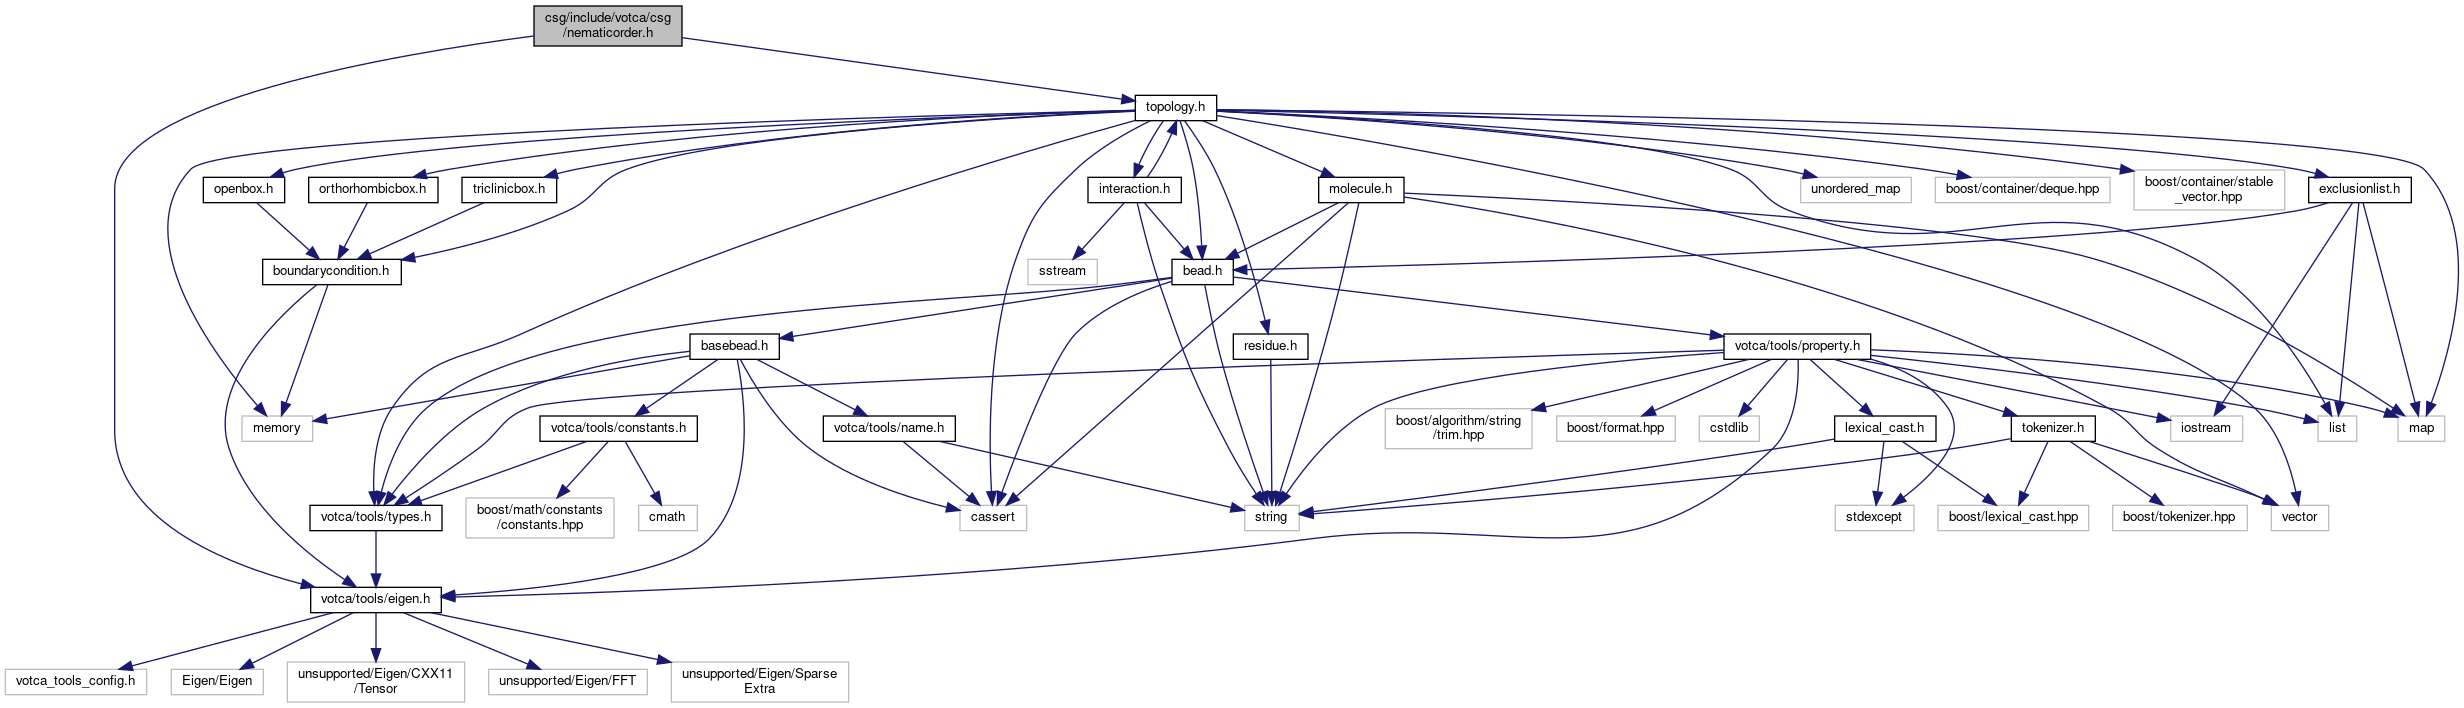 csg/include/votca/csg
/nematicorder.h
topology.h
openbox.h
orthorhombicbox.h
triclinicbox.h
interaction.h
molecule.h
unordered_map
boost/container/deque.hpp
boost/container/stable
_vector.hpp
exclusionlist.h
boundarycondition.h
sstream
bead.h
basebead.h
residue.h
votca/tools/property.h
memory
votca/tools/constants.h
votca/tools/name.h
boost/algorithm/string
/trim.hpp
boost/format.hpp
cstdlib
lexical_cast.h
tokenizer.h
iostream
list
map
votca/tools/types.h
boost/math/constants
/constants.hpp
cmath
cassert
string
stdexcept
boost/lexical_cast.hpp
boost/tokenizer.hpp
vector
votca/tools/eigen.h
votca_tools_config.h
Eigen/Eigen
unsupported/Eigen/CXX11
/Tensor
unsupported/Eigen/FFT
unsupported/Eigen/Sparse
Extra